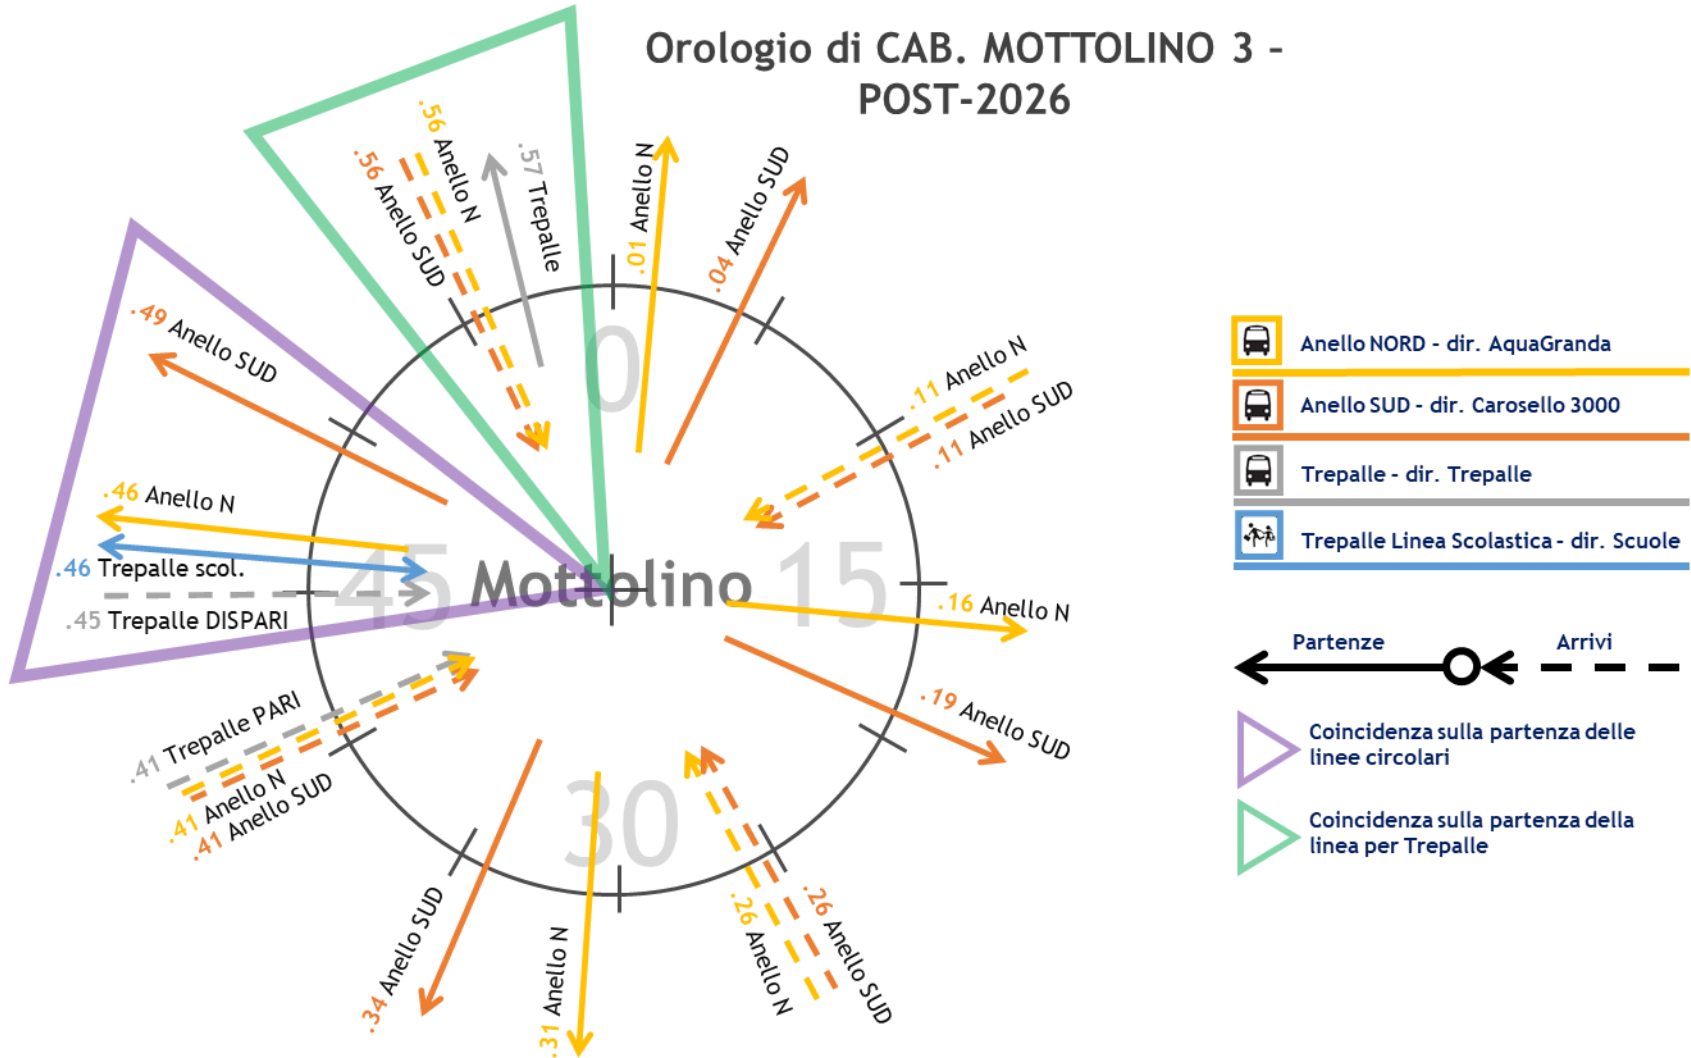 Orologio di CAB. MOTTOLINO 3 -
POST-2026
.56 Anello N
.56 Anello SUD
.57 Trepalle
.01 Anello N
.04 Anello SUD
.11 Anello N
.11 Anello SUD
.16 Anello N
.19 Anello SUD
.26 Anello SUD
.26 Anello N
.31 Anello N
.34 Anello SUD
.41 Trepalle PARI
.41 Anello N
.41 Anello SUD
.45 Trepalle DISPARI
.46 Trepalle scol.
.46 Anello N
.49 Anello SUD
0
15
30
45
Mottolino
Anello NORD - dir. AquaGranda
Anello SUD - dir. Carosello 3000
Trepalle - dir. Trepalle
Trepalle Linea Scolastica - dir. Scuole
Partenze
Arrivi
Coincidenza sulla partenza delle
linee circolari
Coincidenza sulla partenza della
linea per Trepalle